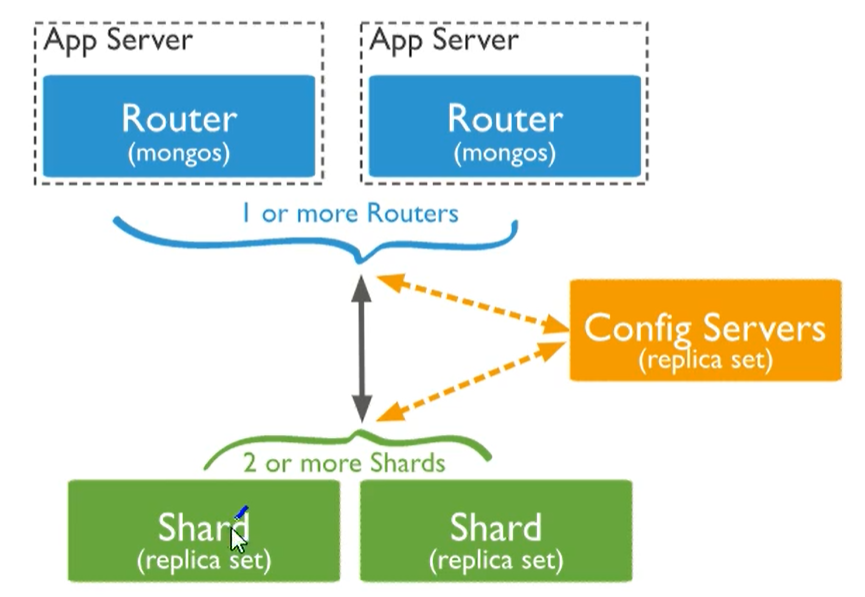 App Server
App Server
Router
(mongos)
Router
(mongos)
1 or more Routers
Config Servers
(replica set)
2 or more Shards
Shard
(replica set)
Shard
(replica set)